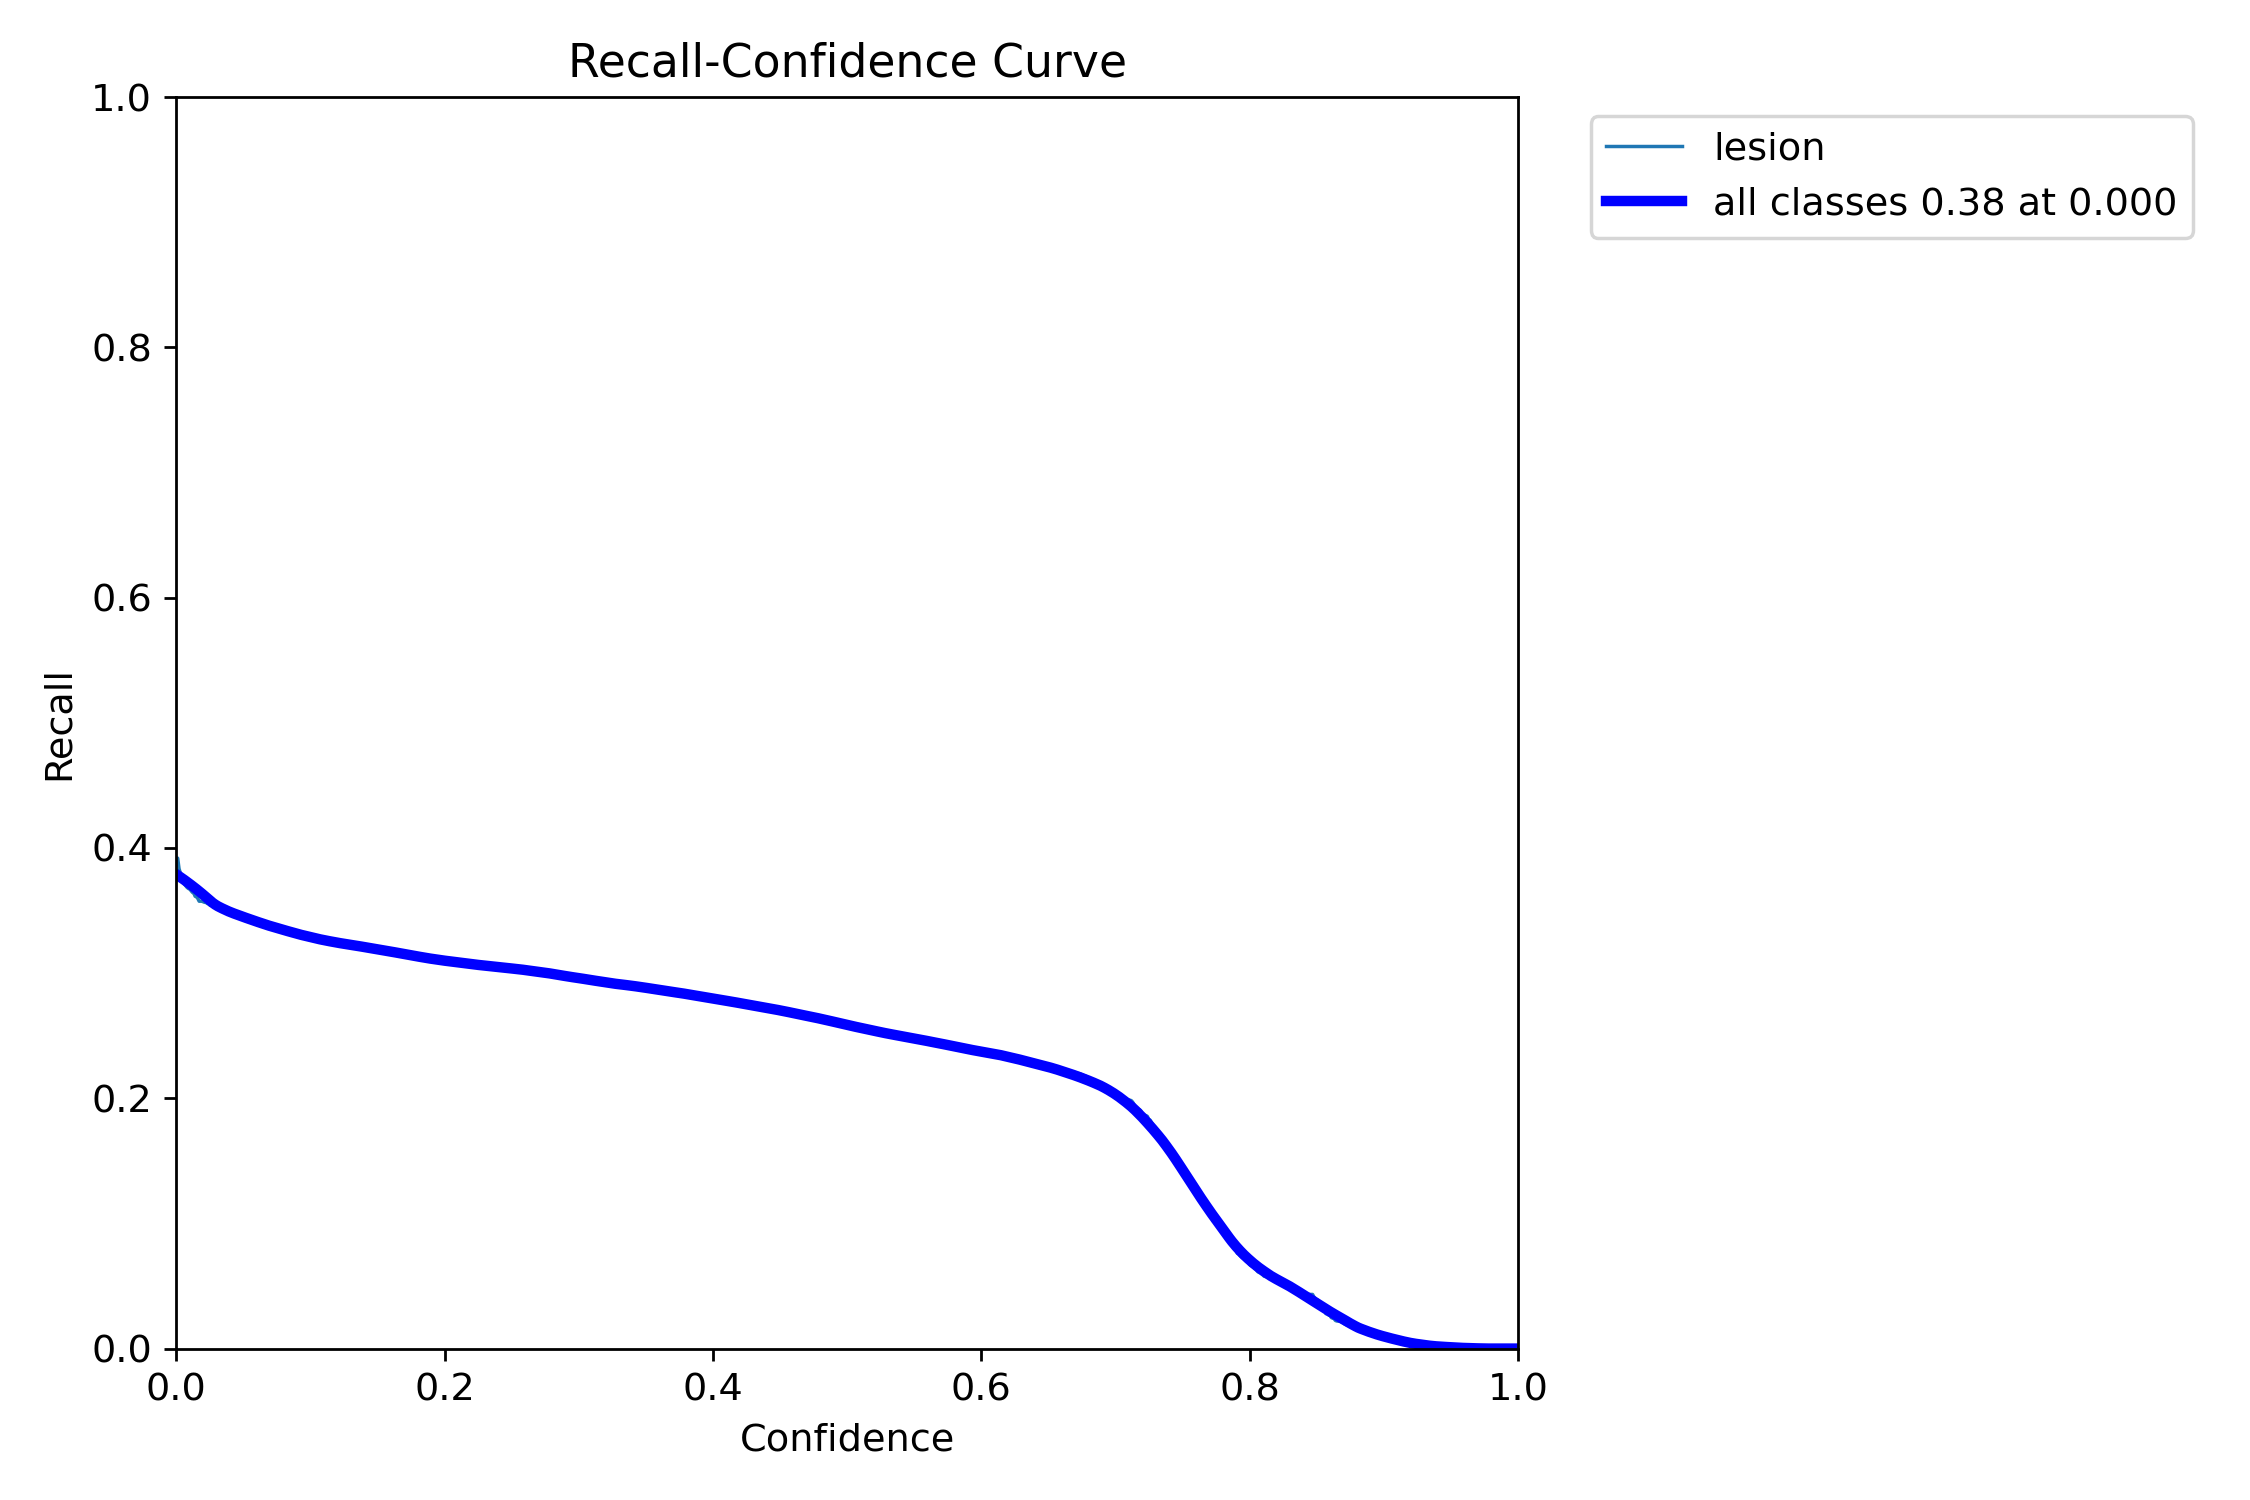 Recall-Confidence Curve
1.0
0.8
0.6
0.4
0.2
0.0
Recall
0.0 0.2 0.4 0.6 0.8 1.0
Confidence
lesion
all classes 0.38 at 0.000